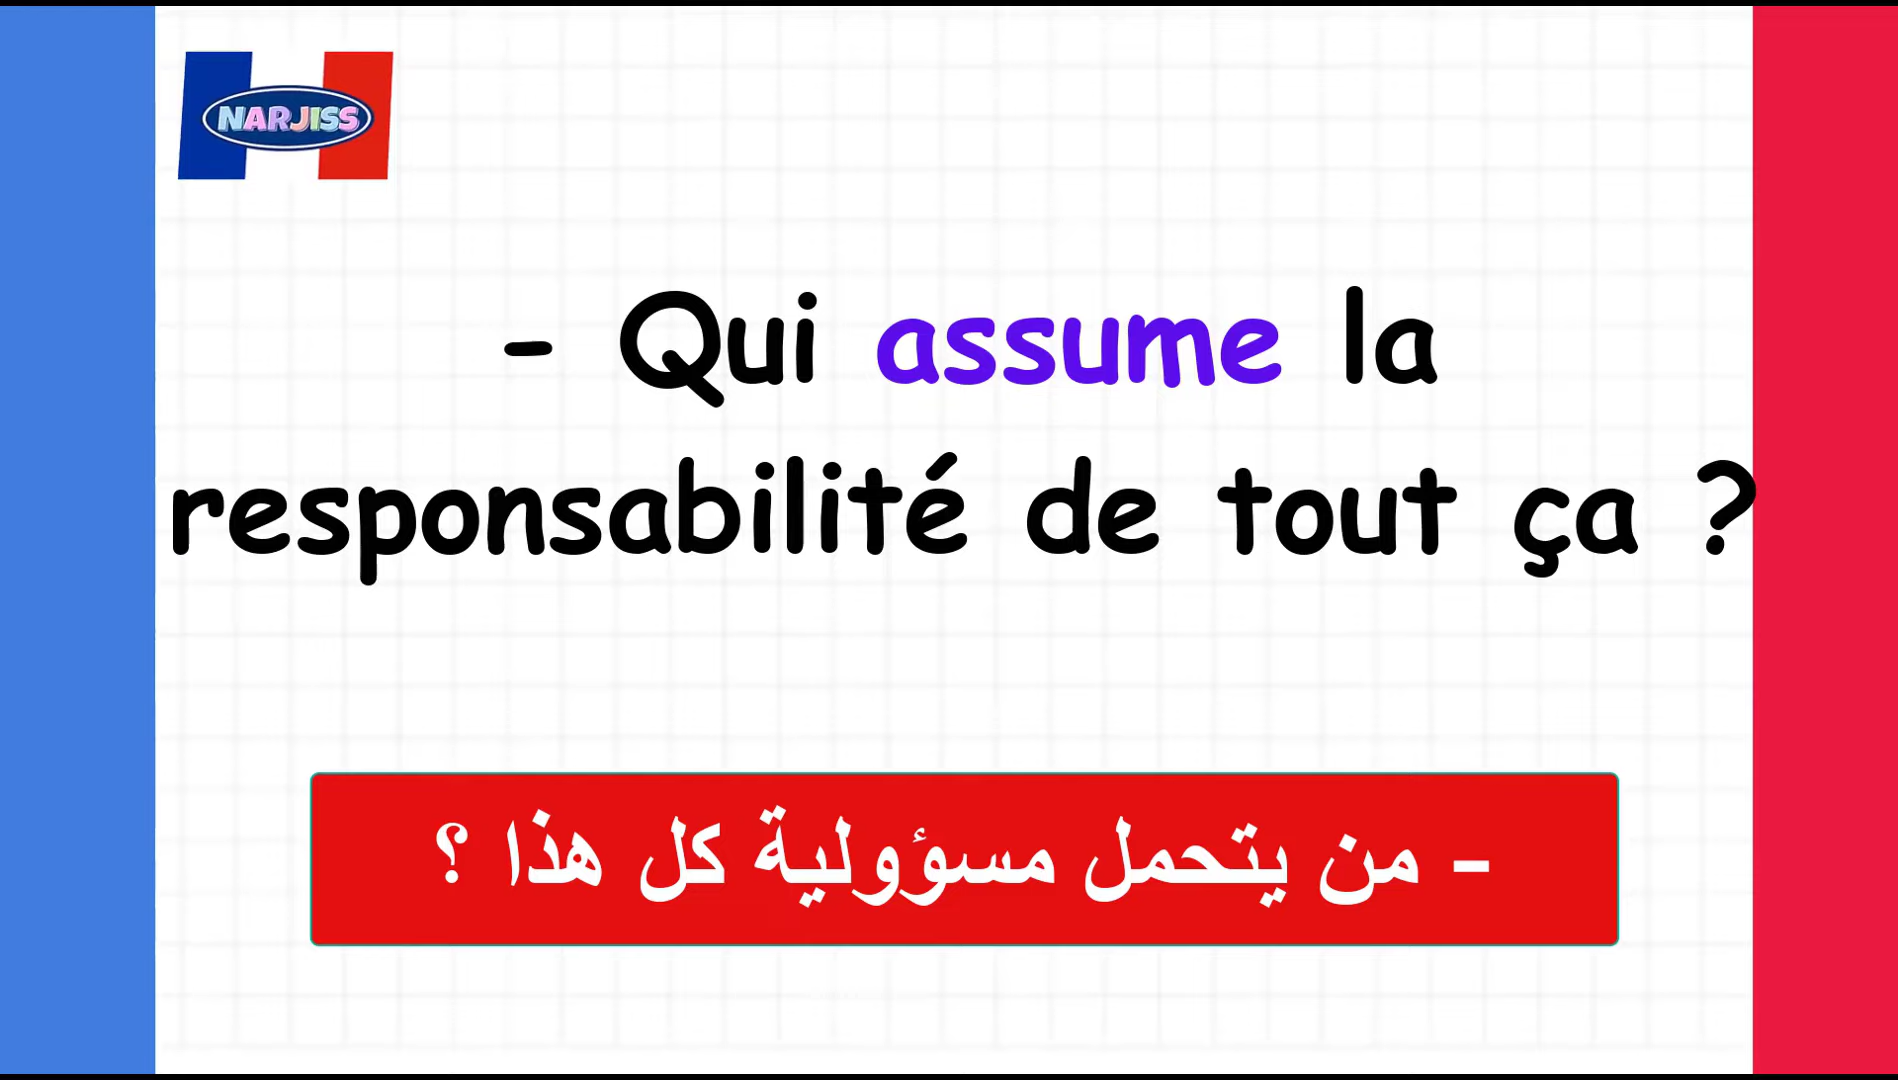 NARJISS
- Qui assume la
responsabilité de tout ça ?
- من يتحمل مسؤولية كل هذا ؟